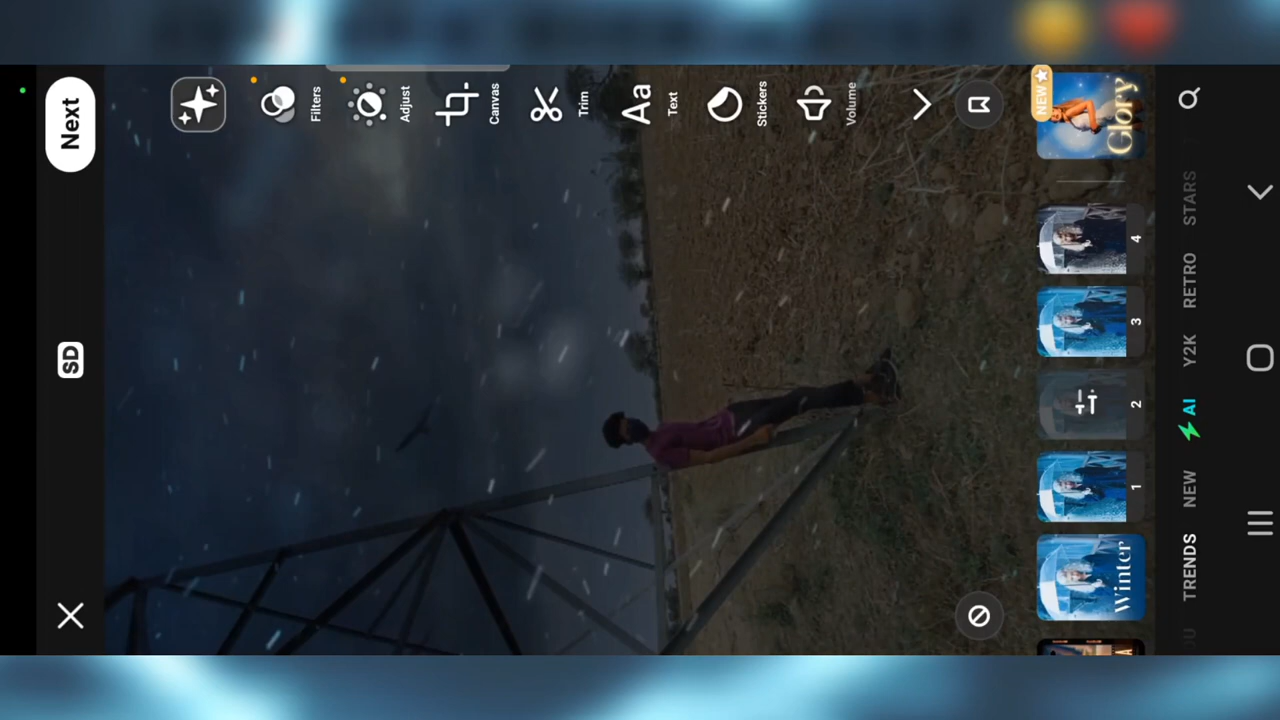 Next
SD
Filters
Adjust
Canvas
Trim
Aa
Text
Stickers
Volume
NEW
Glory
4
3
2
1
Winter
STARS
RETRO
Y2K
AI
NEW
TRENDS